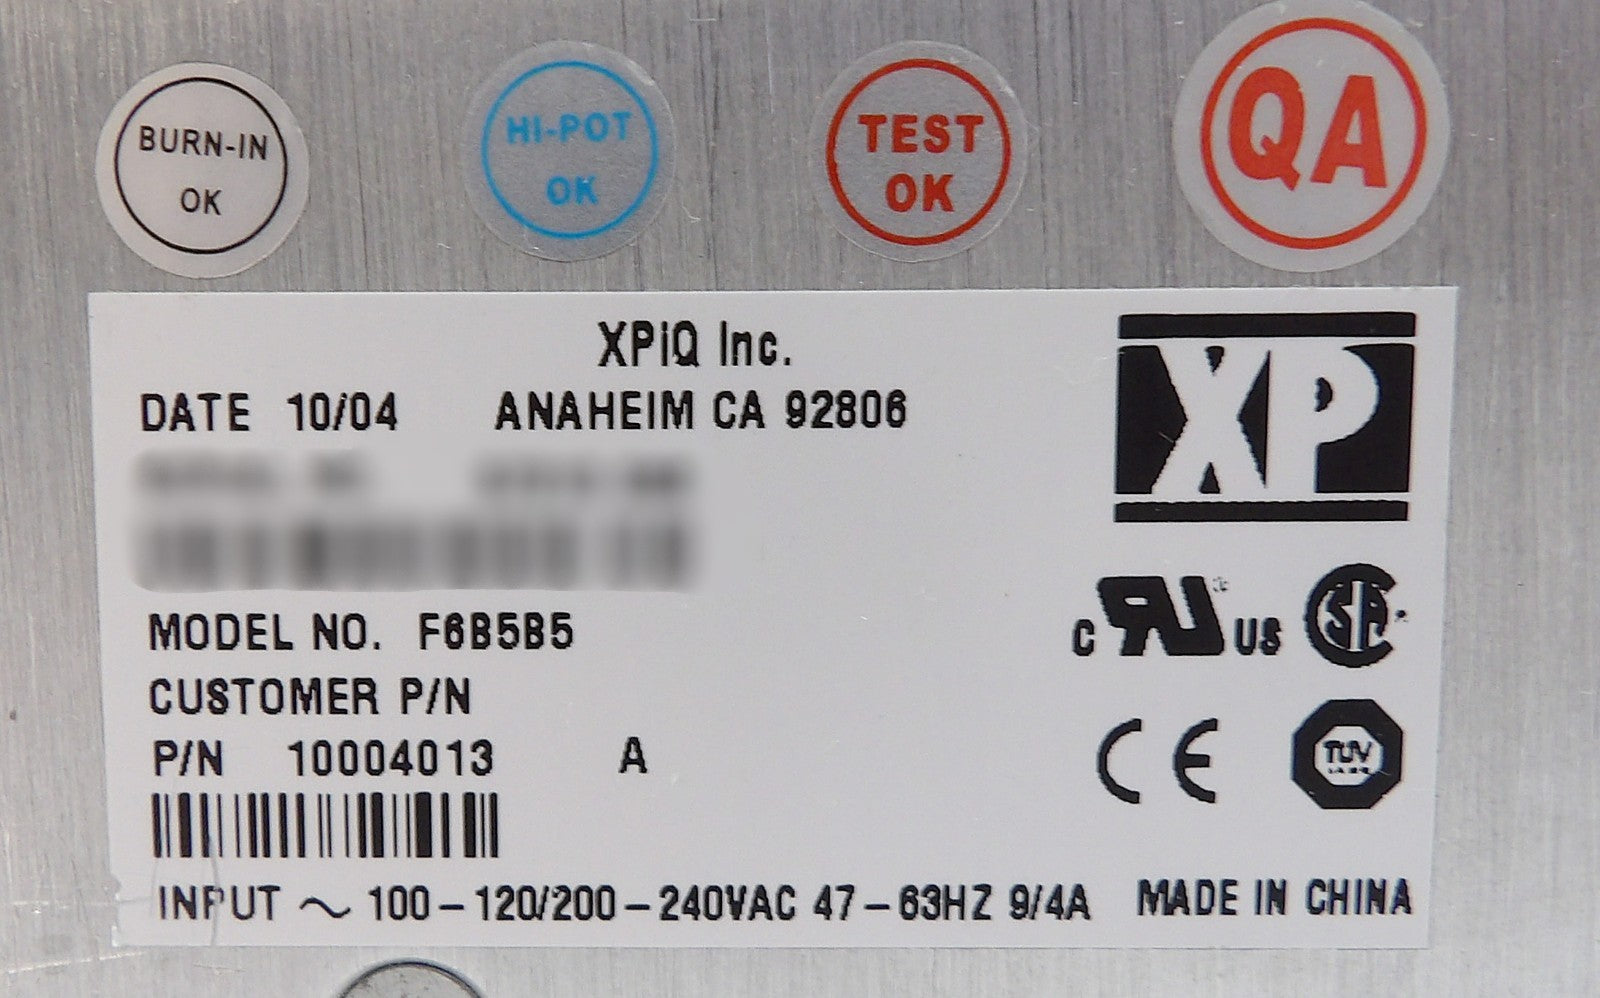 BURN-IN
OK
HI-POT
OK
TEST
OK
QA
XPiQ Inc.
DATE 10/04 ANAHEIM CA 92806
XP
MODEL NO. F6B5B5
c RU US SA
CUSTOMER P/N
P/N 10004013 A
CE TUV
INPUT ~ 100-120/200-240VAC 47-63HZ 9/4A MADE IN CHINA